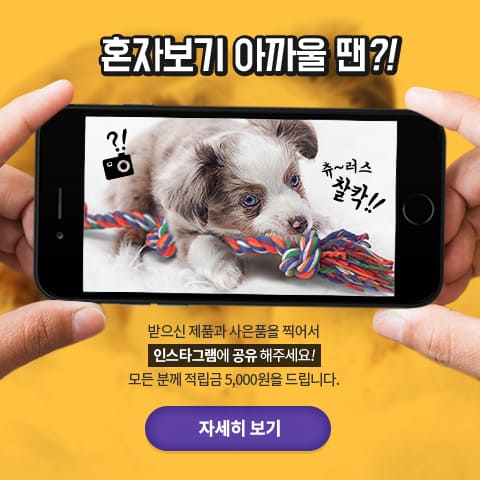 혼자보기 아까울 땐?!
?!
츄~러스
찰칵!!
받으신 제품과 사은품을 찍어서
인스타그램에 공유 해주세요!
모든 분께 적립금 5,000원을 드립니다.
자세히 보기